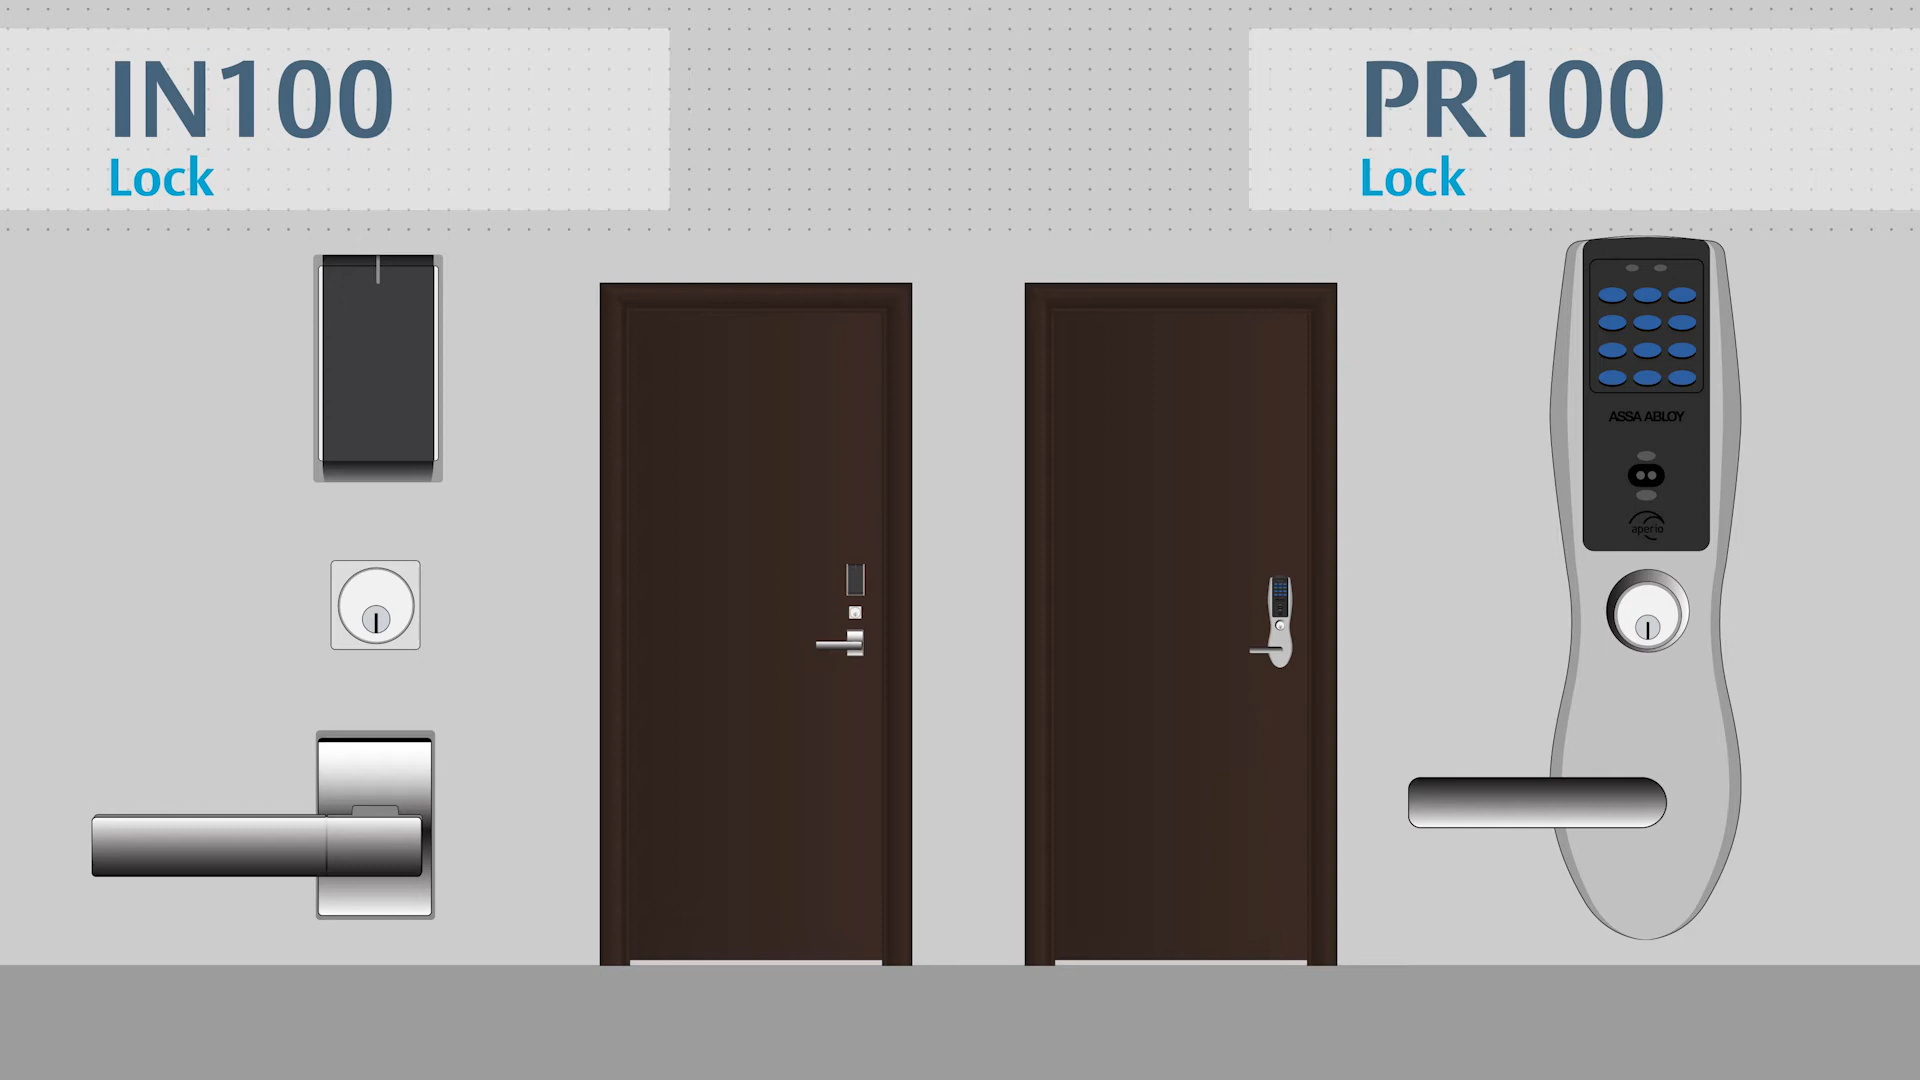 IN100
Lock
PR100
Lock
ASSA ABLOY
aperio